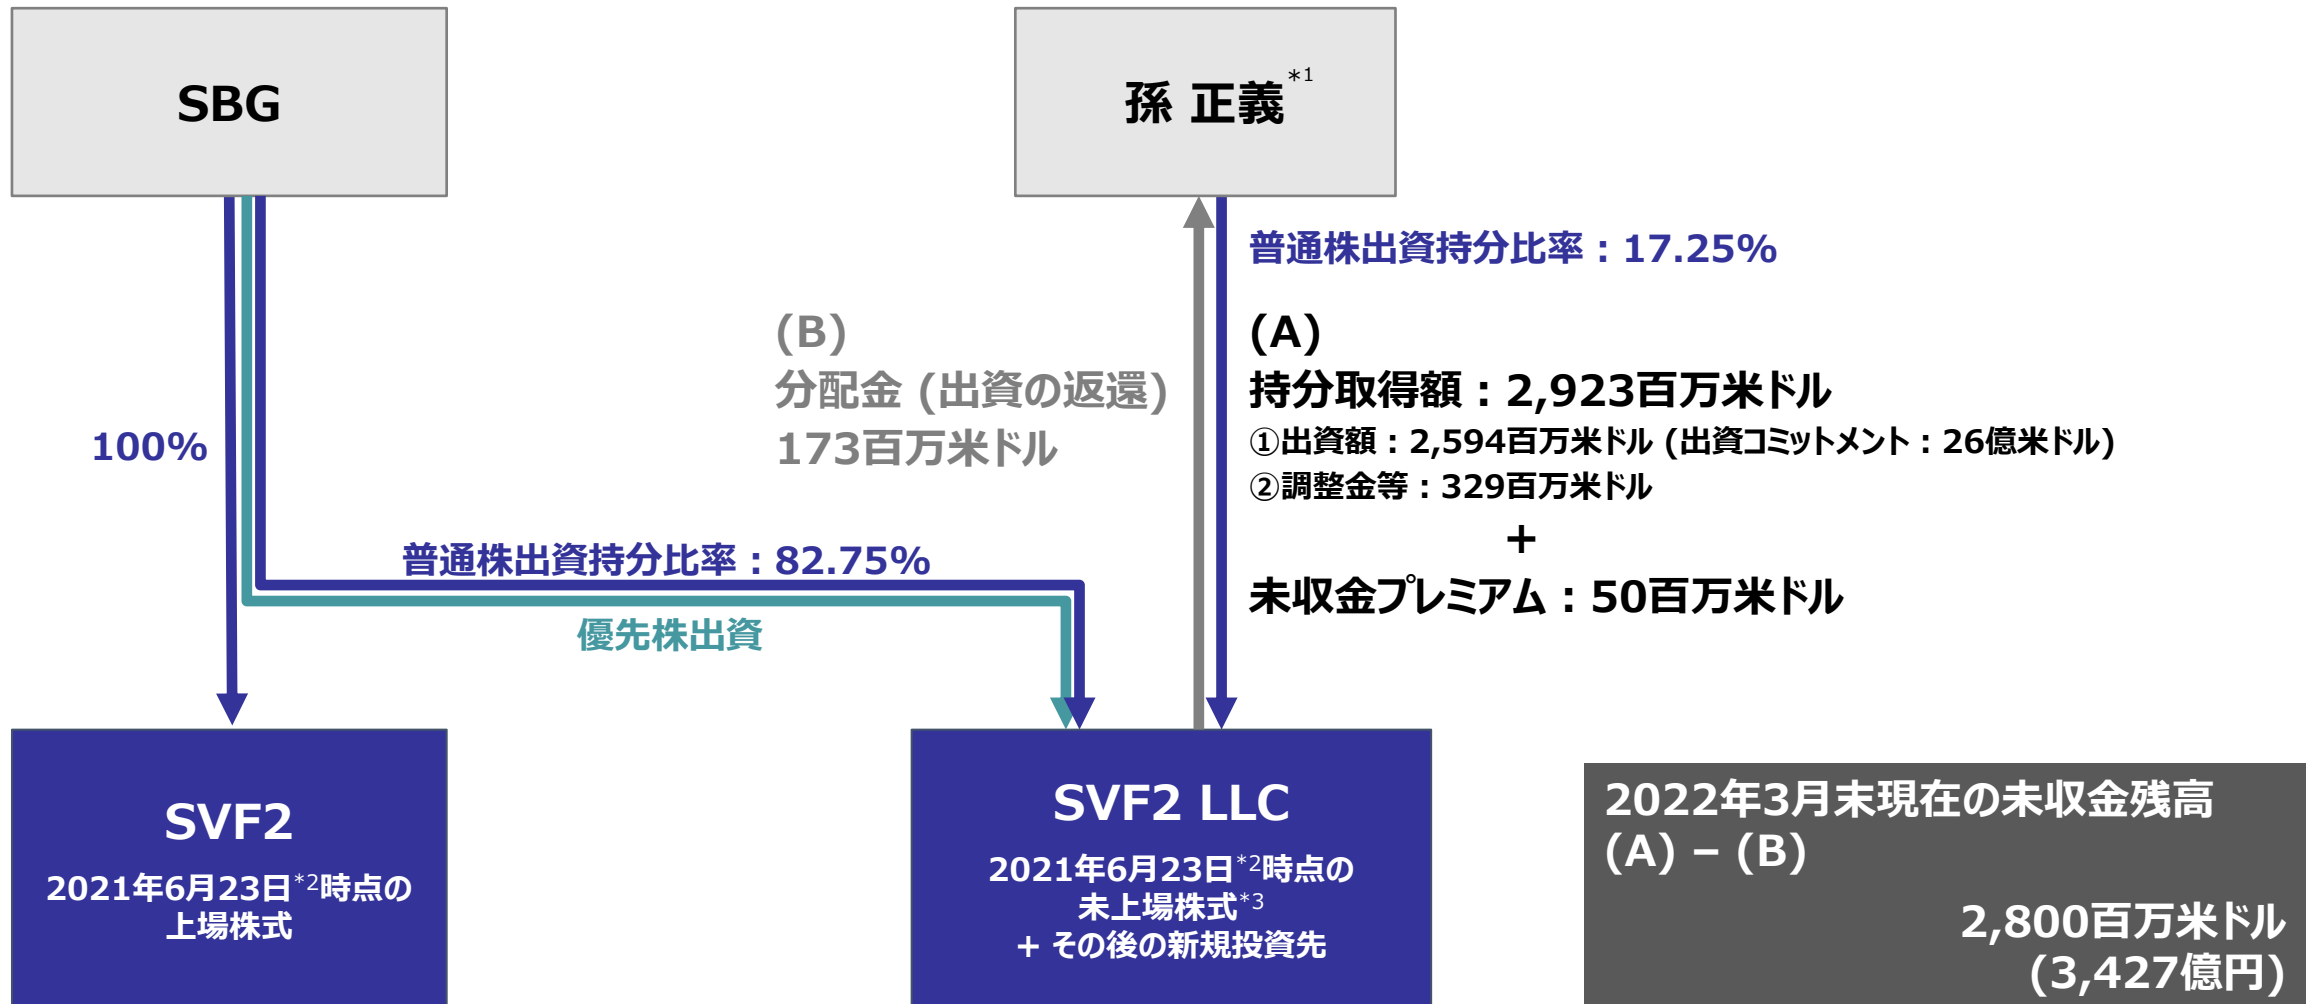 SBG
孫 正義*1
普通株出資持分比率：17.25%
(B)
分配金 (出資の返還)
173百万米ドル
(A)
持分取得額：2,923百万米ドル
①出資額：2,594百万米ドル (出資コミットメント：26億米ドル)
②調整金等：329百万米ドル
+
未収金プレミアム：50百万米ドル
100%
普通株出資持分比率：82.75%
優先株出資
SVF2
2021年6月23日*2時点の
上場株式
SVF2 LLC
2021年6月23日*2時点の
未上場株式*3
+ その後の新規投資先
2022年3月末現在の未収金残高
(A) – (B)
2,800百万米ドル
(3,427億円)